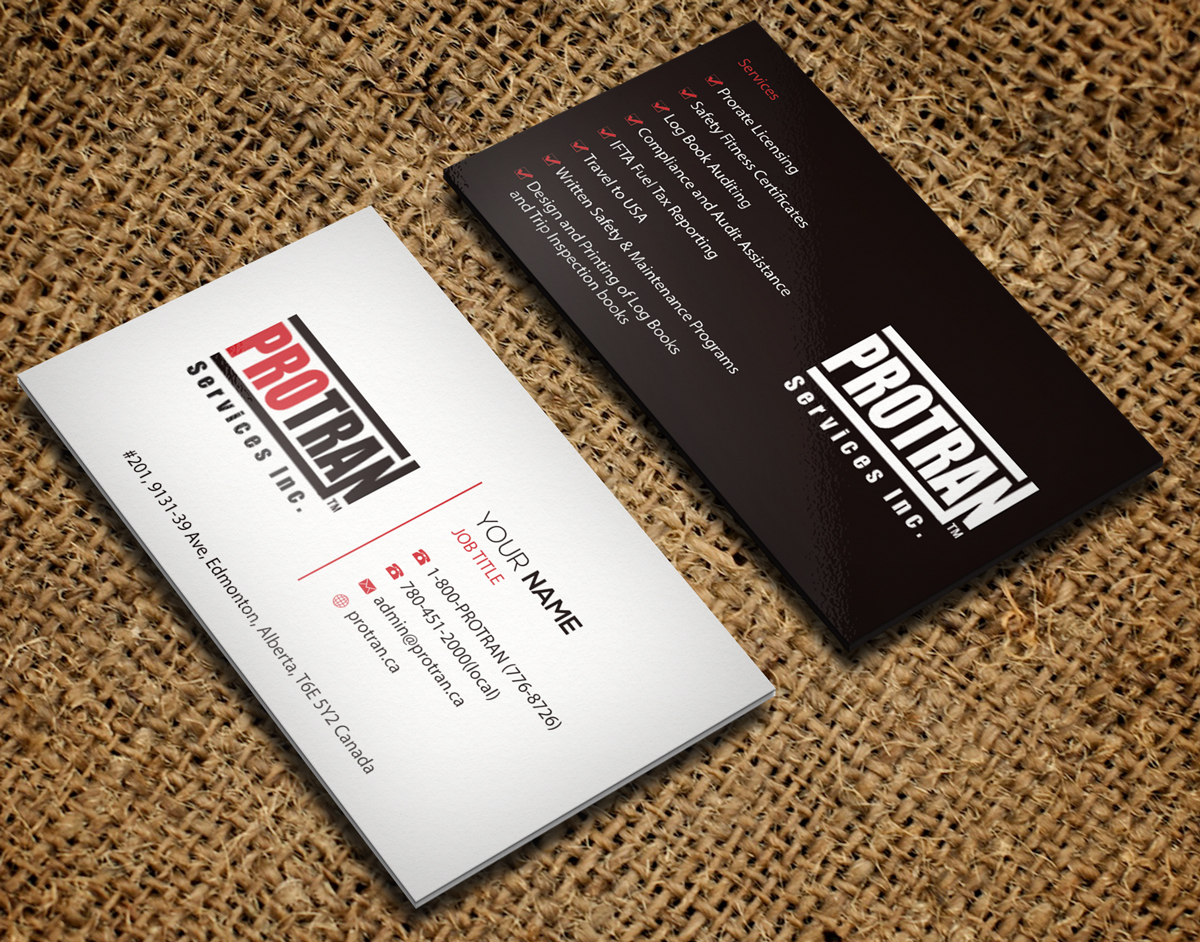 PROTRAN
Services Inc.
TM
YOUR NAME
JOB TITLE
1-800-PROTRAN (776-8726)
780-451-2000(local)
admin@protran.ca
protran.ca
#201, 9131-39 Ave, Edmonton, Alberta, T6E 5Y2 Canada
Services
Prorate Licensing
Safety Fitness Certificates
Log Book Auditing
Compliance and Audit Assistance
IFTA Fuel Tax Reporting
Travel to USA
Written Safety & Maintenance Programs
Design and Printing of Log Books
and Trip Inspection books
PROTRAN
Services Inc.
TM